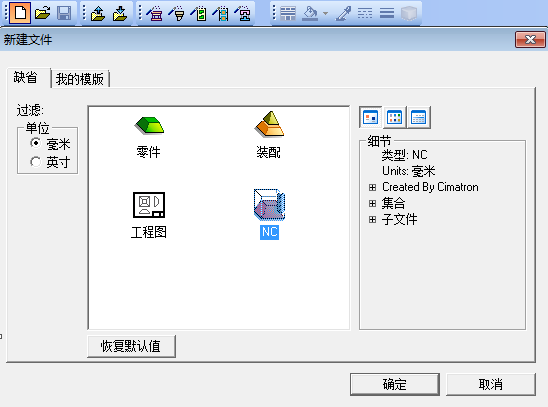 新建文件
缺省 我的模版
过滤:
单位
毫米
英寸
零件 装配
工程图 NC
恢复默认值
细节
类型: NC
Units: 毫米
Created By Cimatron
集合
子文件
确定 取消